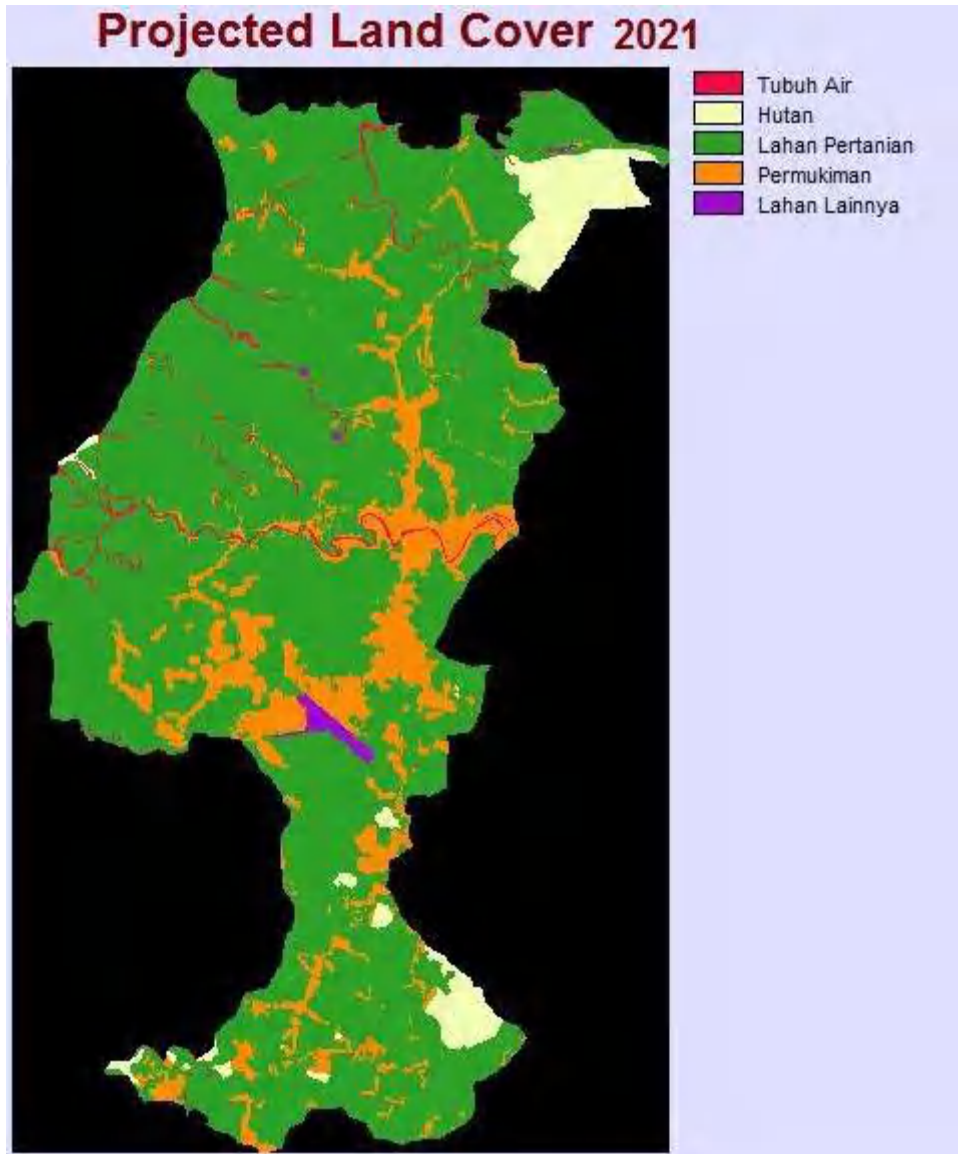 Projected Land Cover 2021
Tubuh Air
Hutan
Lahan Pertanian
Permukiman
Lahan Lainnya